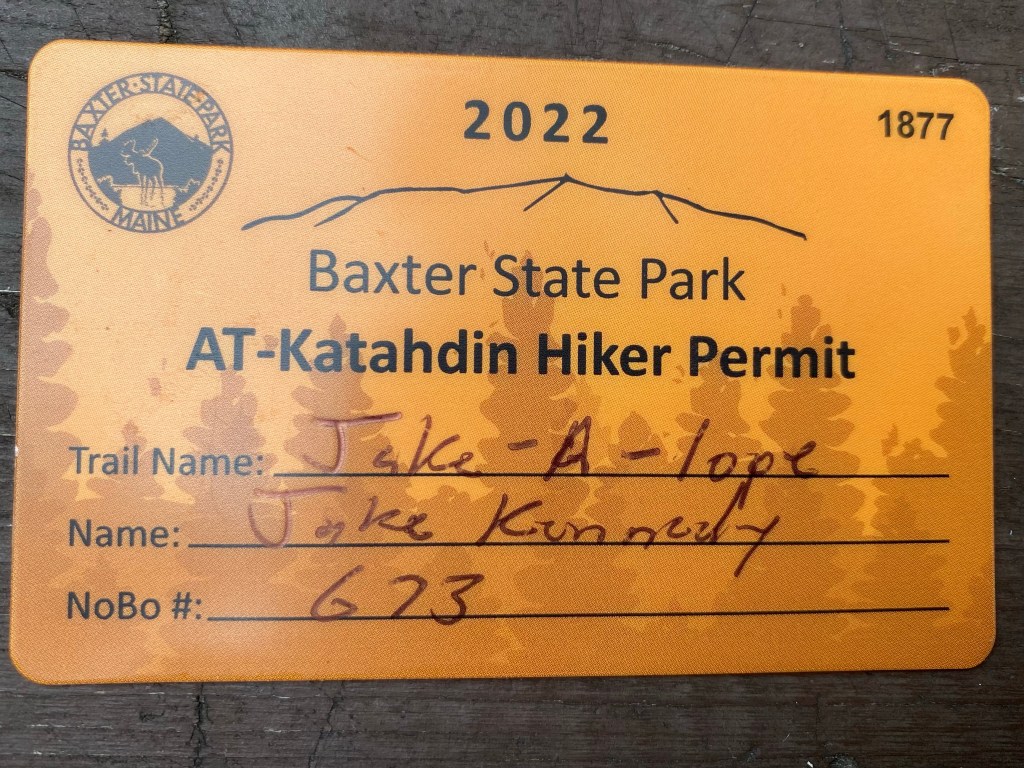 BAXTER·STATE·PARK
MAINE
2022
1877
Baxter State Park
AT-Katahdin Hiker Permit
Trail Name: Jake-A-lope
Name: Jake Kennedy
NoBo #: 673